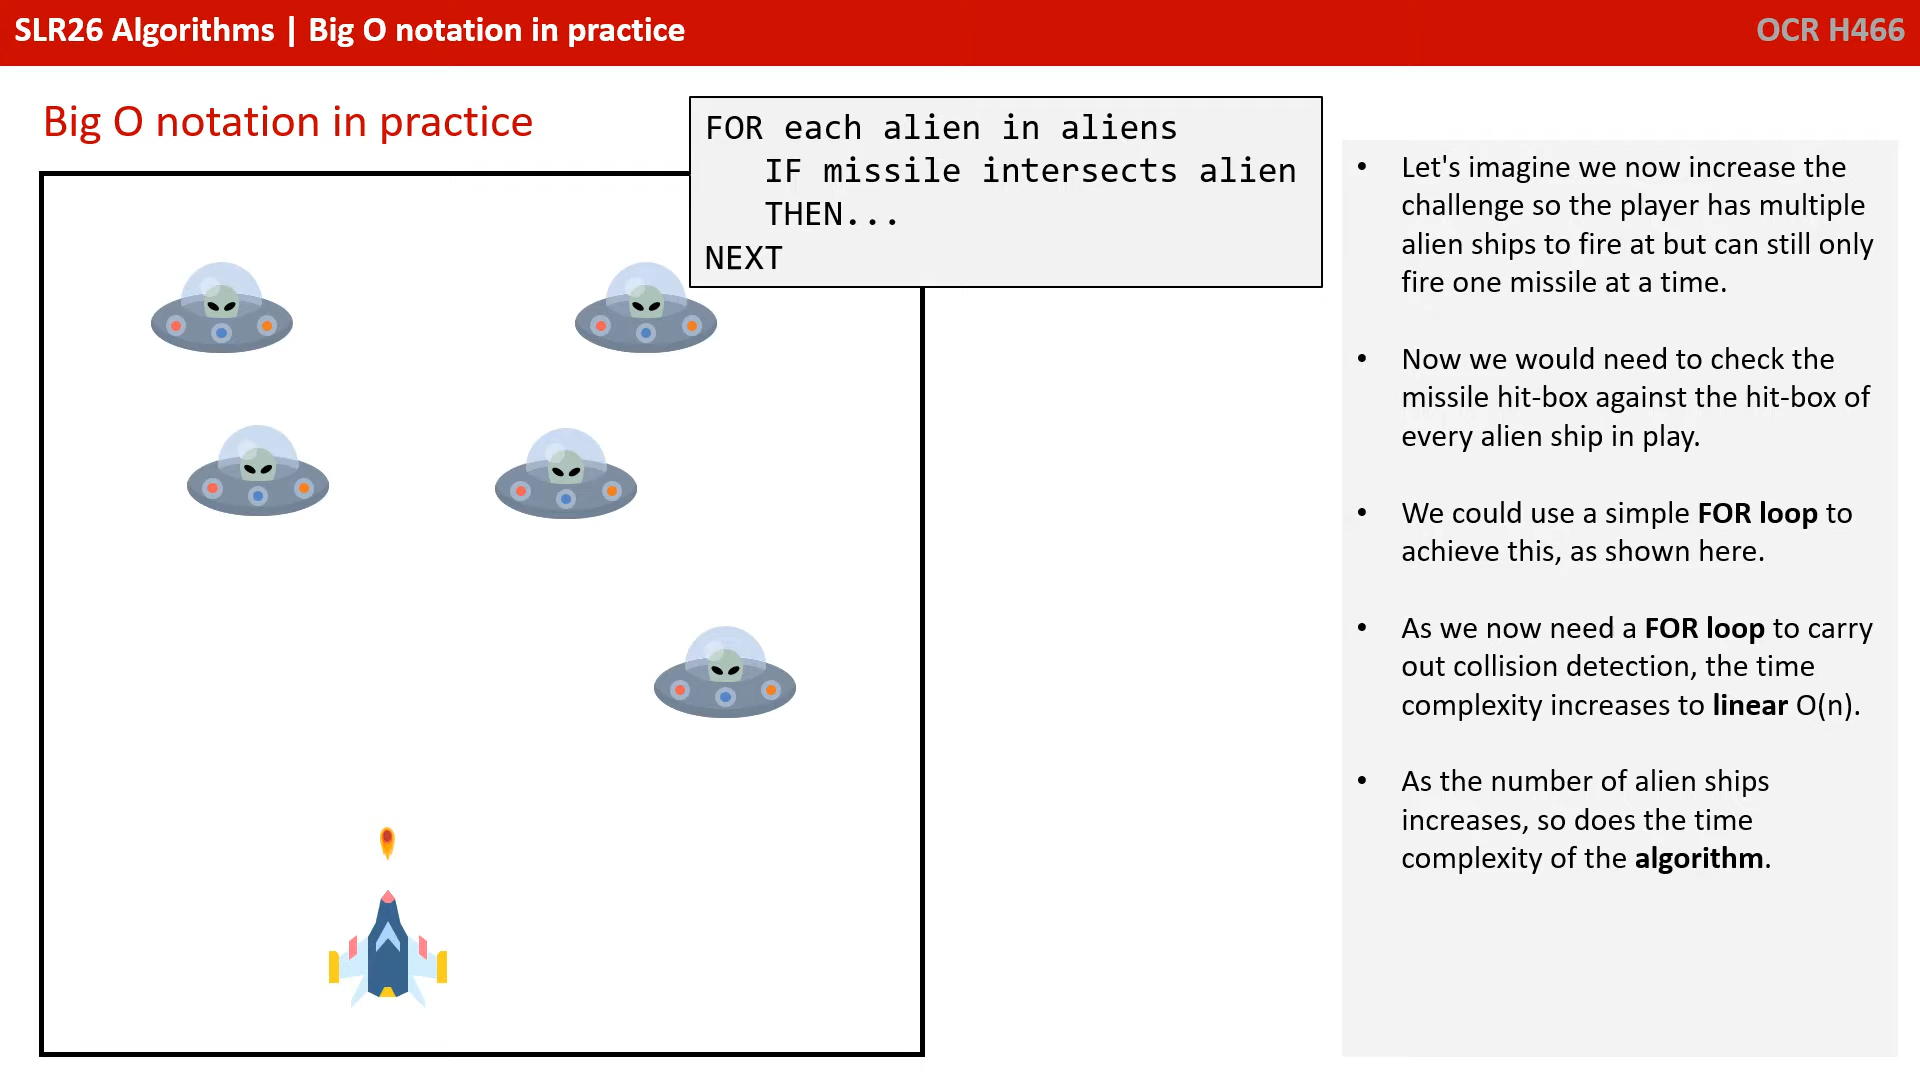 SLR26 Algorithms | Big O notation in practice
OCR H466
Big O notation in practice
FOR each alien in aliens
IF missile intersects alien
THEN...
NEXT
• Let's imagine we now increase the
challenge so the player has multiple
alien ships to fire at but can still only
fire one missile at a time.
• Now we would need to check the
missile hit-box against the hit-box of
every alien ship in play.
• We could use a simple FOR loop to
achieve this, as shown here.
• As we now need a FOR loop to carry
out collision detection, the time
complexity increases to linear O(n).
• As the number of alien ships
increases, so does the time
complexity of the algorithm.